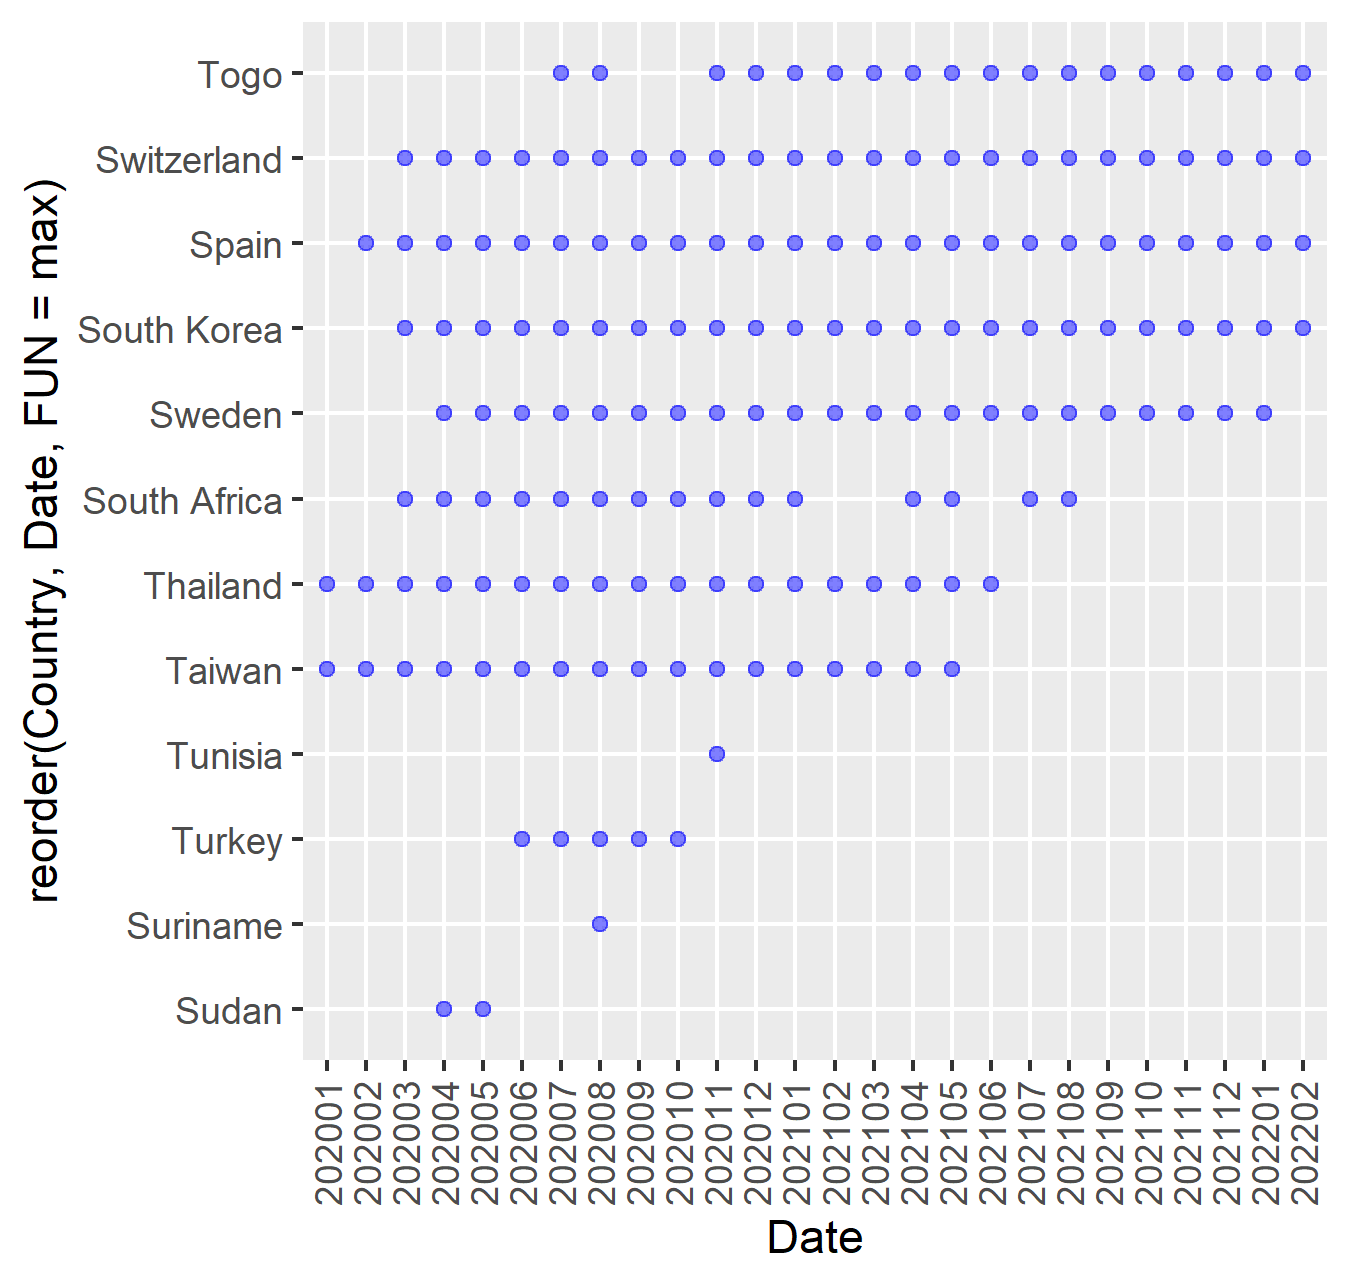 reorder(Country, Date, FUN = max)
Togo
Switzerland
Spain
South Korea
Sweden
South Africa
Thailand
Taiwan
Tunisia
Turkey
Suriname
Sudan
202001
202002
202003
202004
202005
202006
202007
202008
202009
202010
202011
202012
202101
202102
202103
202104
202105
202106
202107
202108
202109
202110
202111
202112
202201
202202
Date